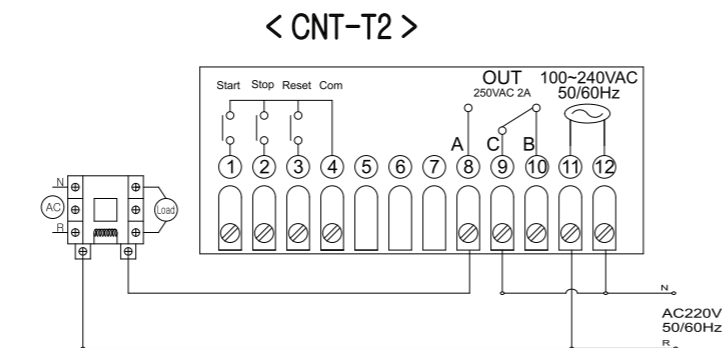 < CNT-T2 >
Start Stop Reset Com
OUT
250VAC 2A
100~240VAC
50/60Hz
A C B
1 2 3 4 5 6 7 8 9 10 11 12
N
AC
R
Load
N
AC220V
50/60Hz
R